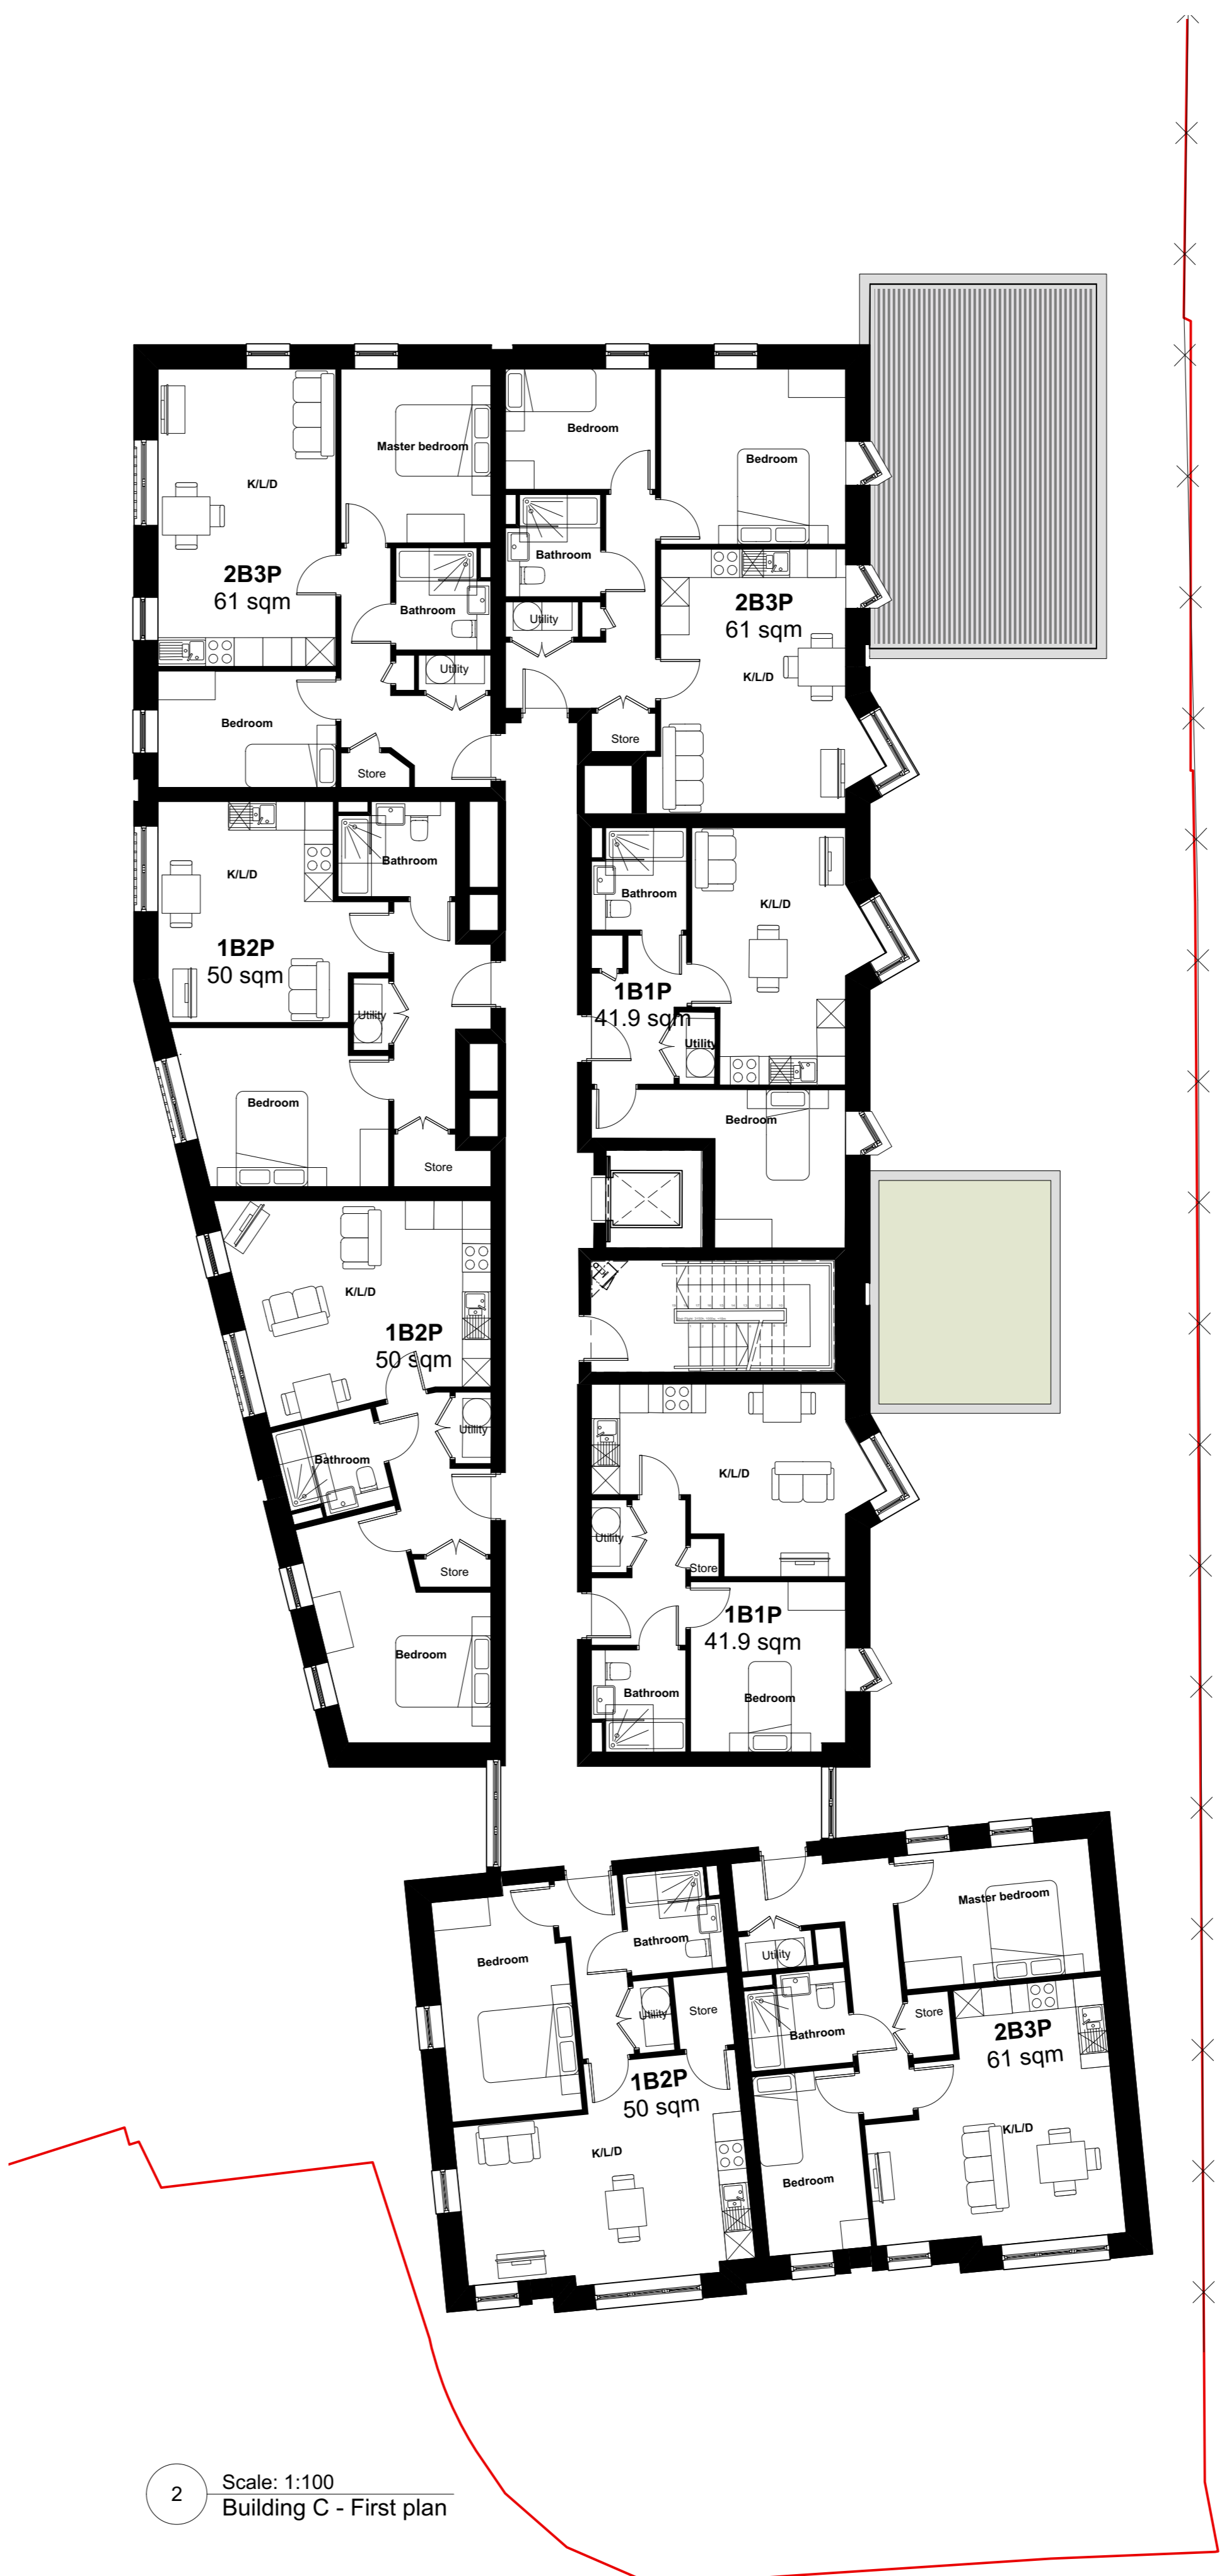 Bedroom
Master bedroom
Bedroom
K/L/D
Bathroom
2B3P
61 sqm
Bathroom
2B3P
61 sqm
Utility
Utility
K/L/D
Bedroom
Store
Store
Bathroom
K/L/D
Bathroom
K/L/D
1B2P
50 sqm
1B1P
41.9 sqm
Utility
Utility
Bedroom
Bedroom
Store
K/L/D
1B2P
50 sqm
Utility
Bathroom
K/L/D
Utility
Store
Store
1B1P
41.9 sqm
Bedroom
Bathroom
Bedroom
Master bedroom
Bedroom
Bathroom
Utility
Utility
Store
Store
Bathroom
2B3P
61 sqm
1B2P
50 sqm
K/L/D
K/L/D
Bedroom
2
Scale: 1:100
Building C - First plan